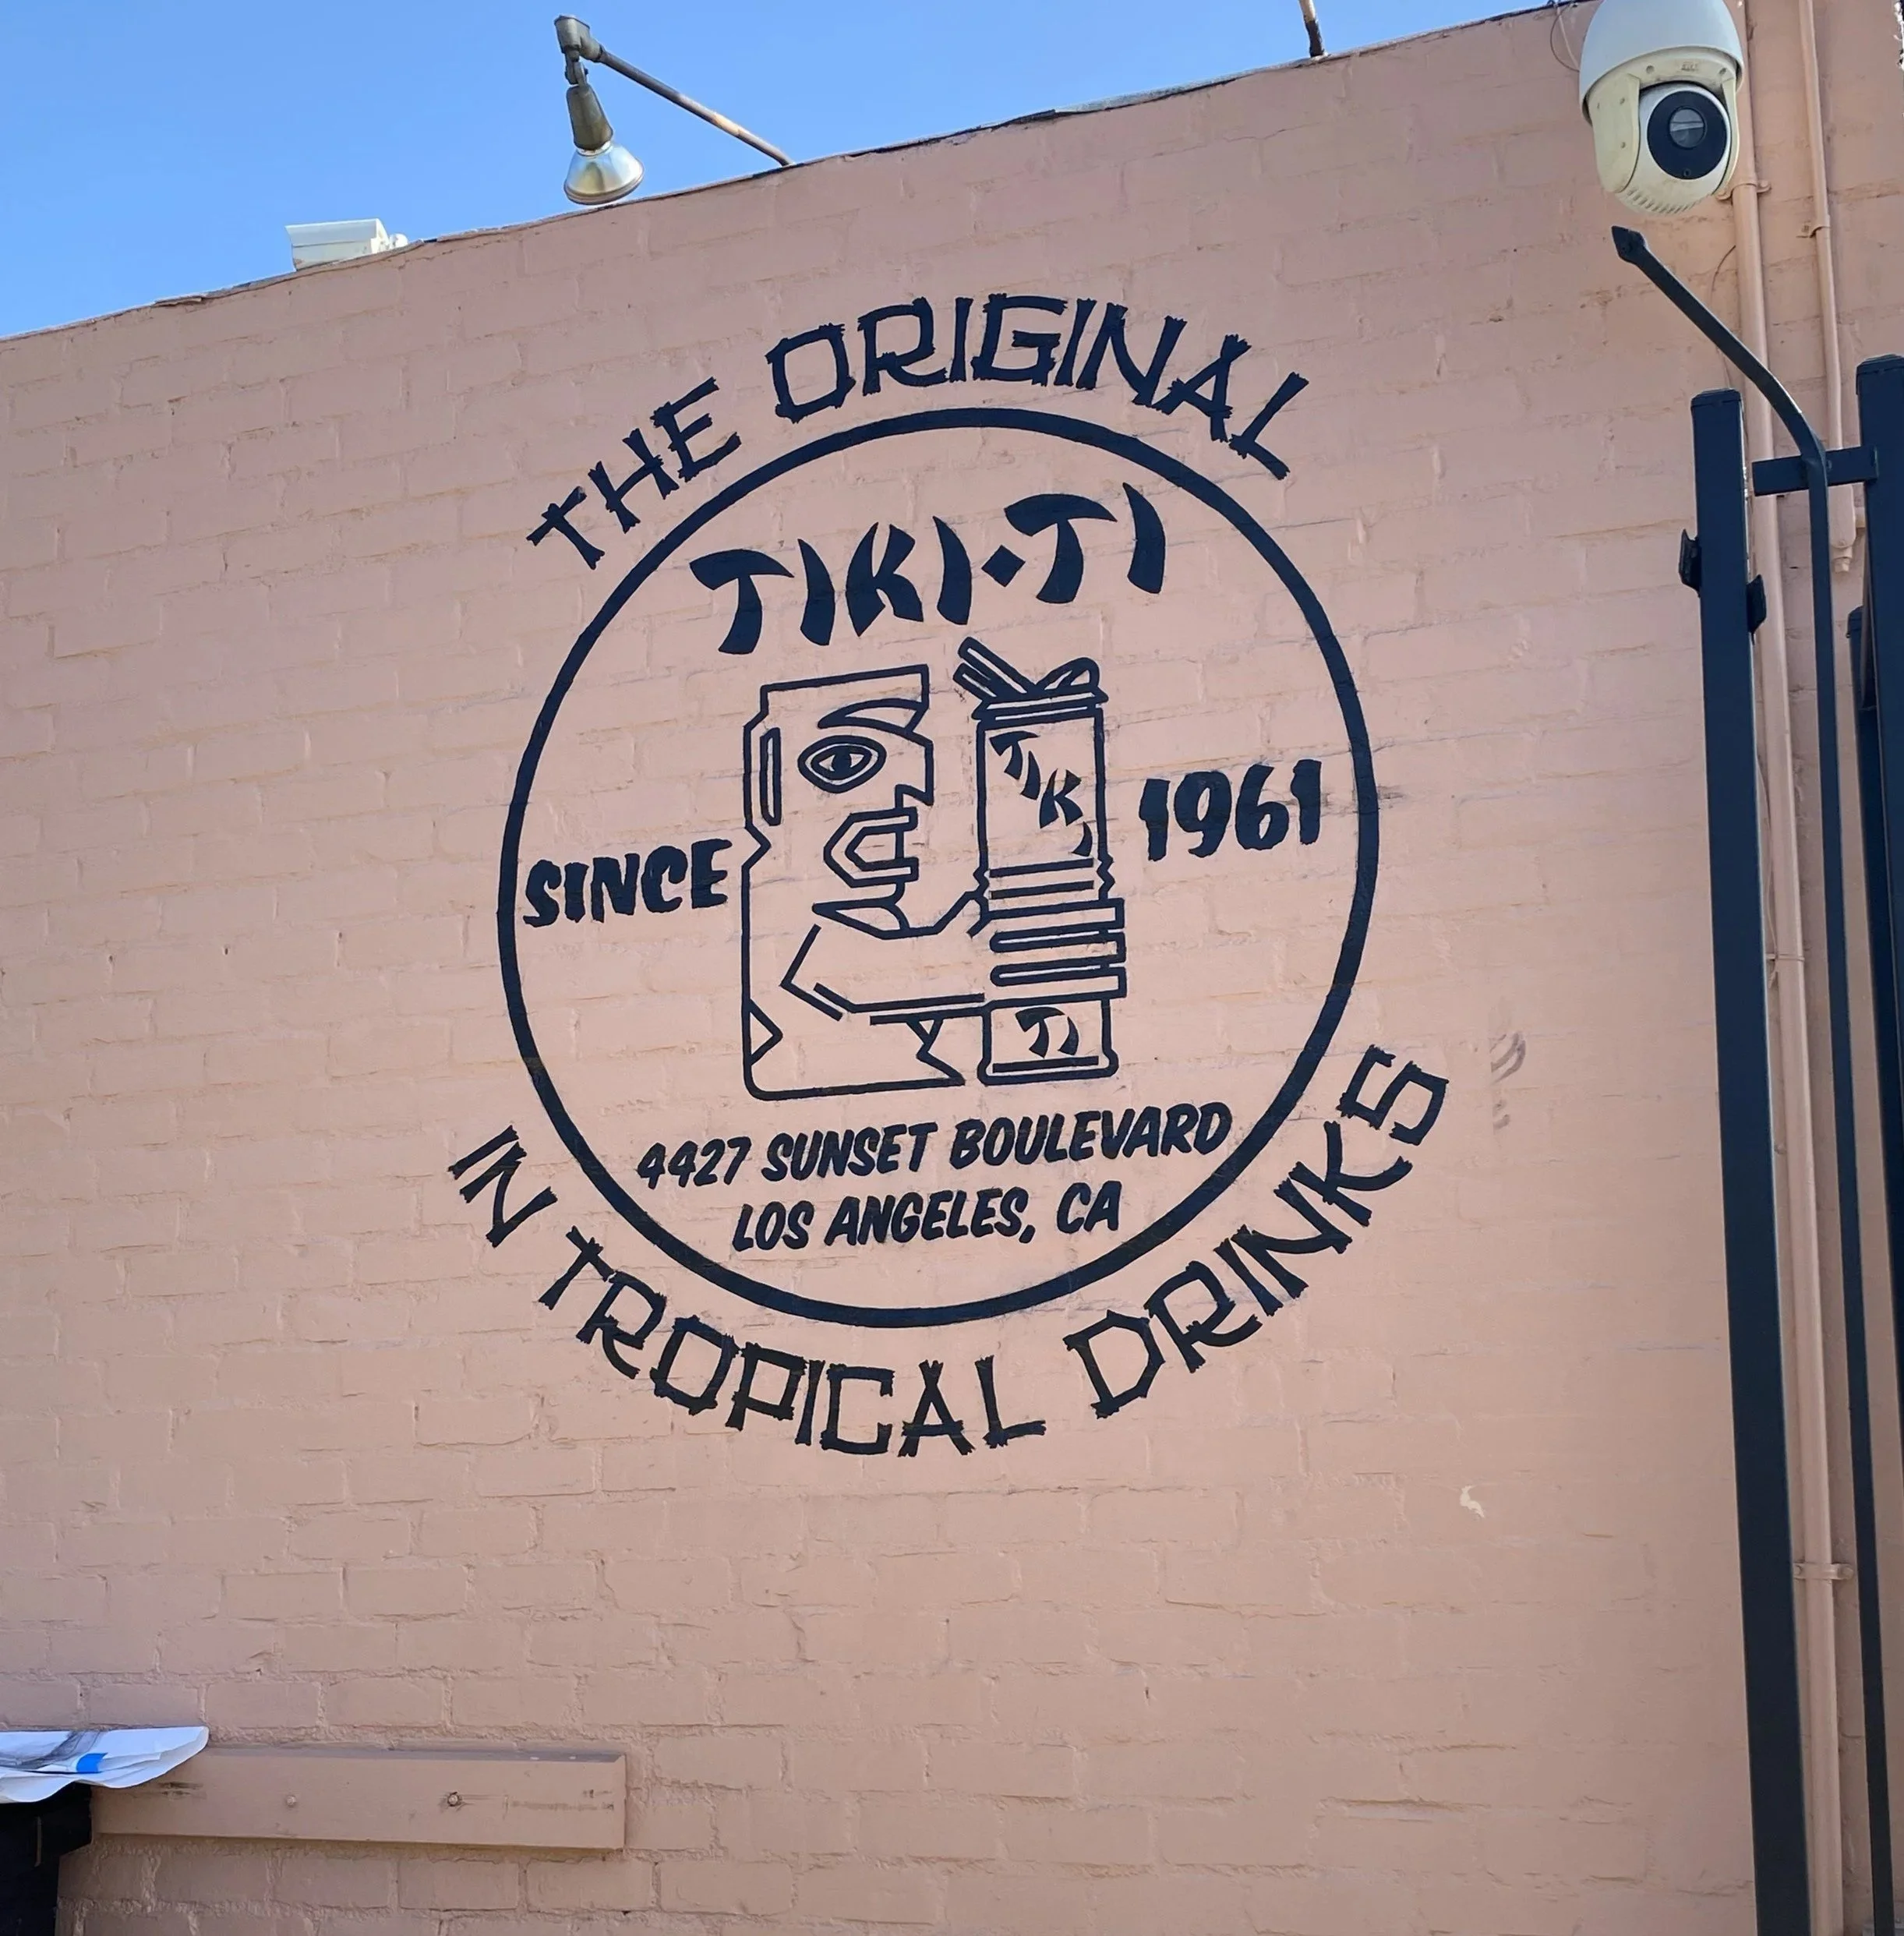 THE ORIGINAL
TIKI·TI
TIKI
SINCE
1961
TI
4427 SUNSET BOULEVARD
LOS ANGELES, CA
IN TROPICAL DRINKS